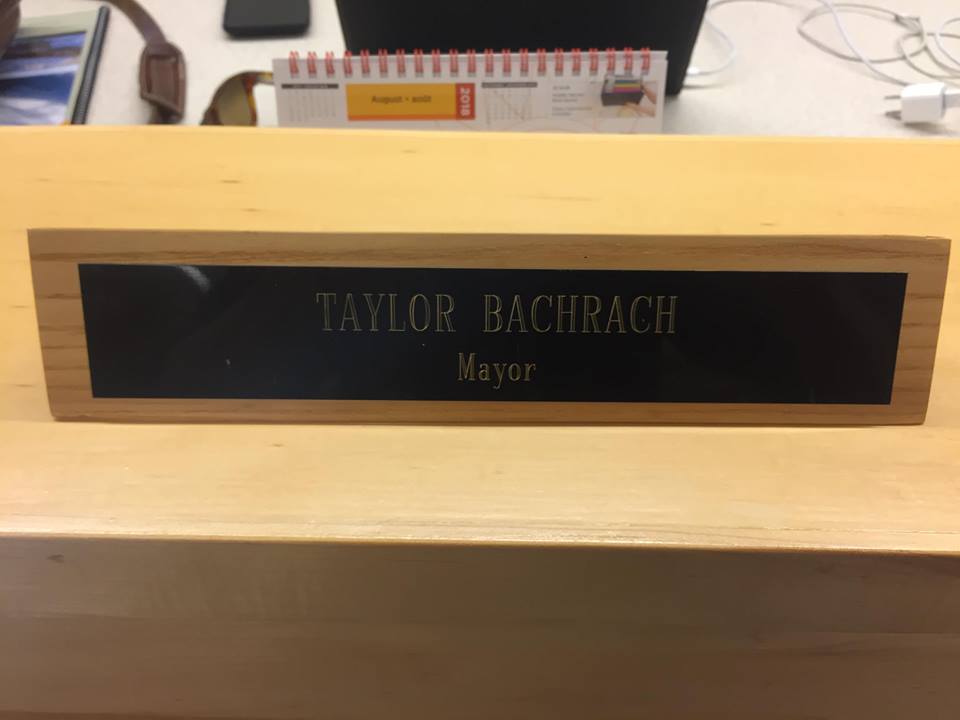 August • août
2018
TAYLOR BACHRACH
Mayor